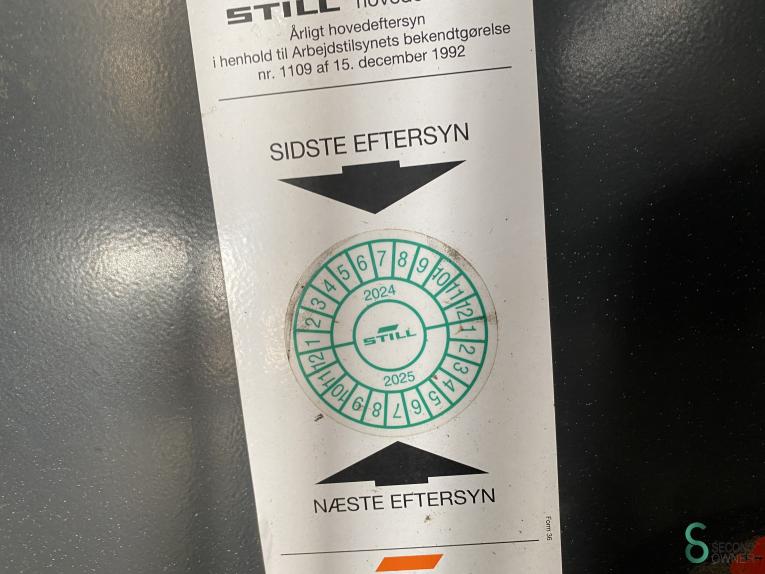 STILL
Årligt hovedeftersyn
i henhold til Arbejdstilsynets bekendtgørelse
nr. 1109 af 15. december 1992
SIDSTE EFTERSYN
1 2 3 4 5 6 7 8 9 10 11 12
2024
STILL
2025
1 2 3 4 5 6 7 8 9 10 11 12
NÆSTE EFTERSYN
Form 36
SECOND
OWNER